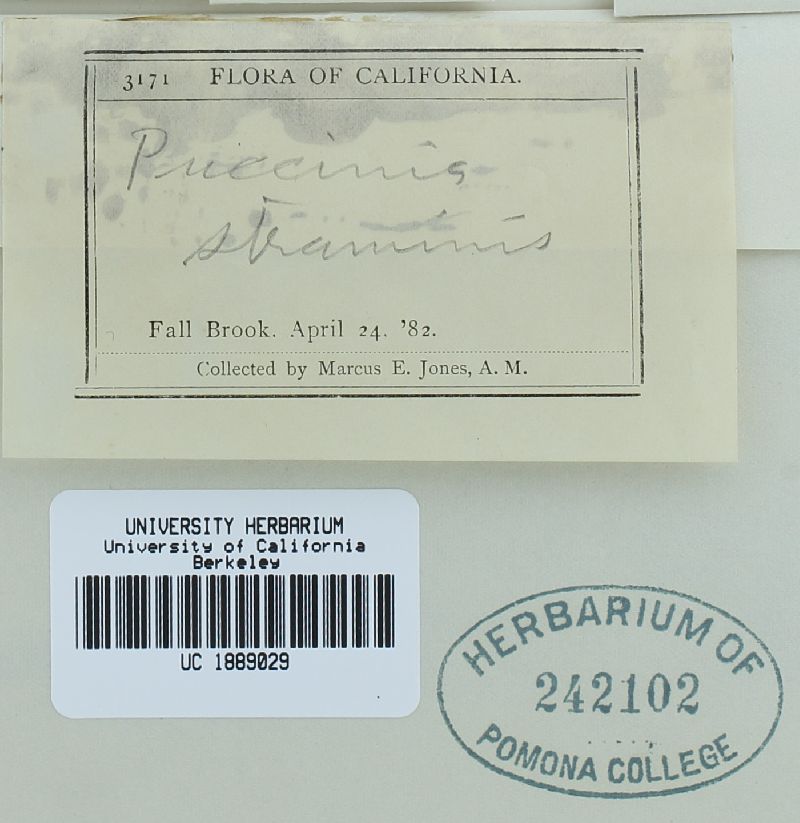 3171 FLORA OF CALIFORNIA.
Puccinia
straminis
Fall Brook. April 24. '82.
Collected by Marcus E. Jones, A. M.
UNIVERSITY HERBARIUM
University of California
Berkeley
UC 1889029
HERBARIUM OF
242102
POMONA COLLEGE